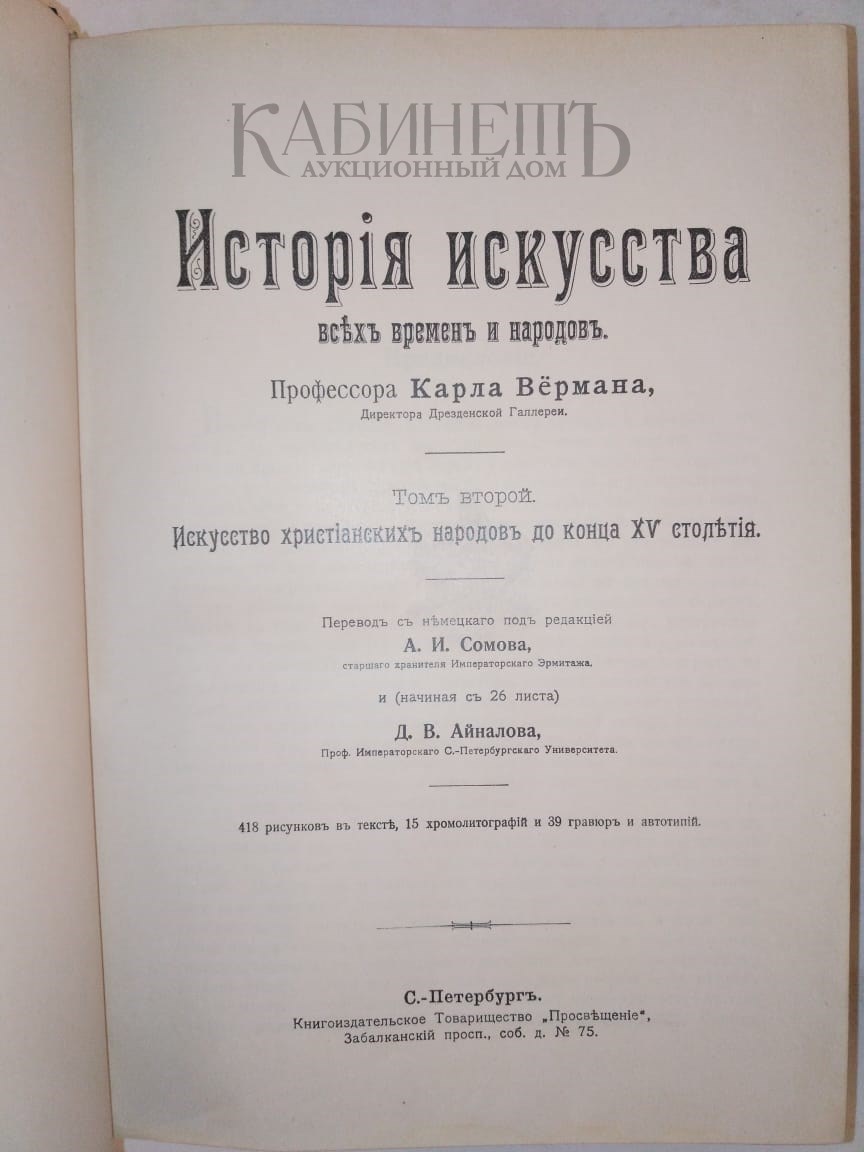 КАБИНЕТЪ
АУКЦИОННЫЙ ДОМ
Исторія искусства
всѣхъ временъ и народовъ.
Профессора Карла Вёрмана,
Директора Дрезденской Галлереи.
Томъ второй.
Искусство христіанскихъ народовъ до конца XV столѣтія.
Переводъ съ нѣмецкаго подъ редакціей
А. И. Сомова,
старшаго хранителя Императорскаго Эрмитажа,
и (начиная съ 26 листа)
Д. В. Айналова,
Проф. Императорскаго С.-Петербургскаго Университета.
418 рисунковъ въ текстѣ, 15 хромолитографій и 39 гравюръ и автотипій.
С.-Петербургъ.
Книгоиздательское Товарищество „Просвѣщеніе“,
Забалканскій просп., соб. д. № 75.